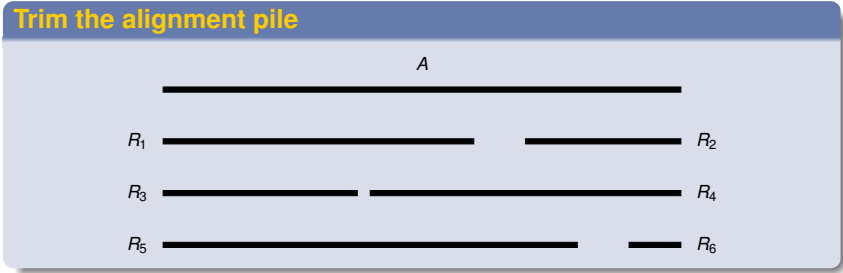 Trim the alignment pile
A
R₁ R₂
R₃ R₄
R₅ R₆